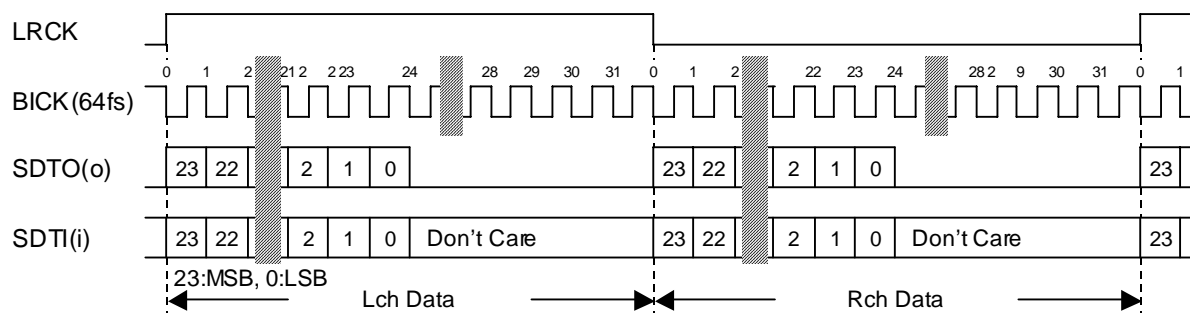 LRCK
0 1 2 21 2 2 23 24 28 29 30 31 0 1 2 22 23 24 28 2 9 30 31 0 1
BICK(64fs)
SDTO(o) 23 22 2 1 0 23 22 2 1 0 23
SDTI(i) 23 22 2 1 0 Don't Care 23 22 2 1 0 Don't Care 23
23:MSB, 0:LSB
Lch Data Rch Data